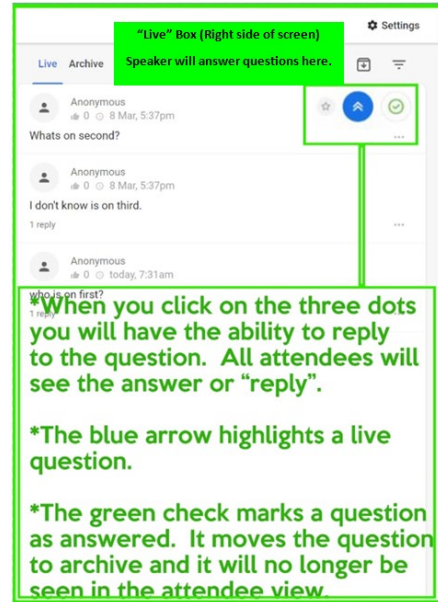 Settings
“Live” Box (Right side of screen)
Speaker will answer questions here.
Live Archive
Anonymous
0 8 Mar, 5:37pm
Whats on second?
Anonymous
0 8 Mar, 5:37pm
I don't know is on third.
1 reply
Anonymous
0 today, 7:31am
who is on first?
1 reply
*When you click on the three dots
you will have the ability to reply
to the question. All attendees will
see the answer or “reply”.
*The blue arrow highlights a live
question.
*The green check marks a question
as answered. It moves the question
to archive and it will no longer be
seen in the attendee view.